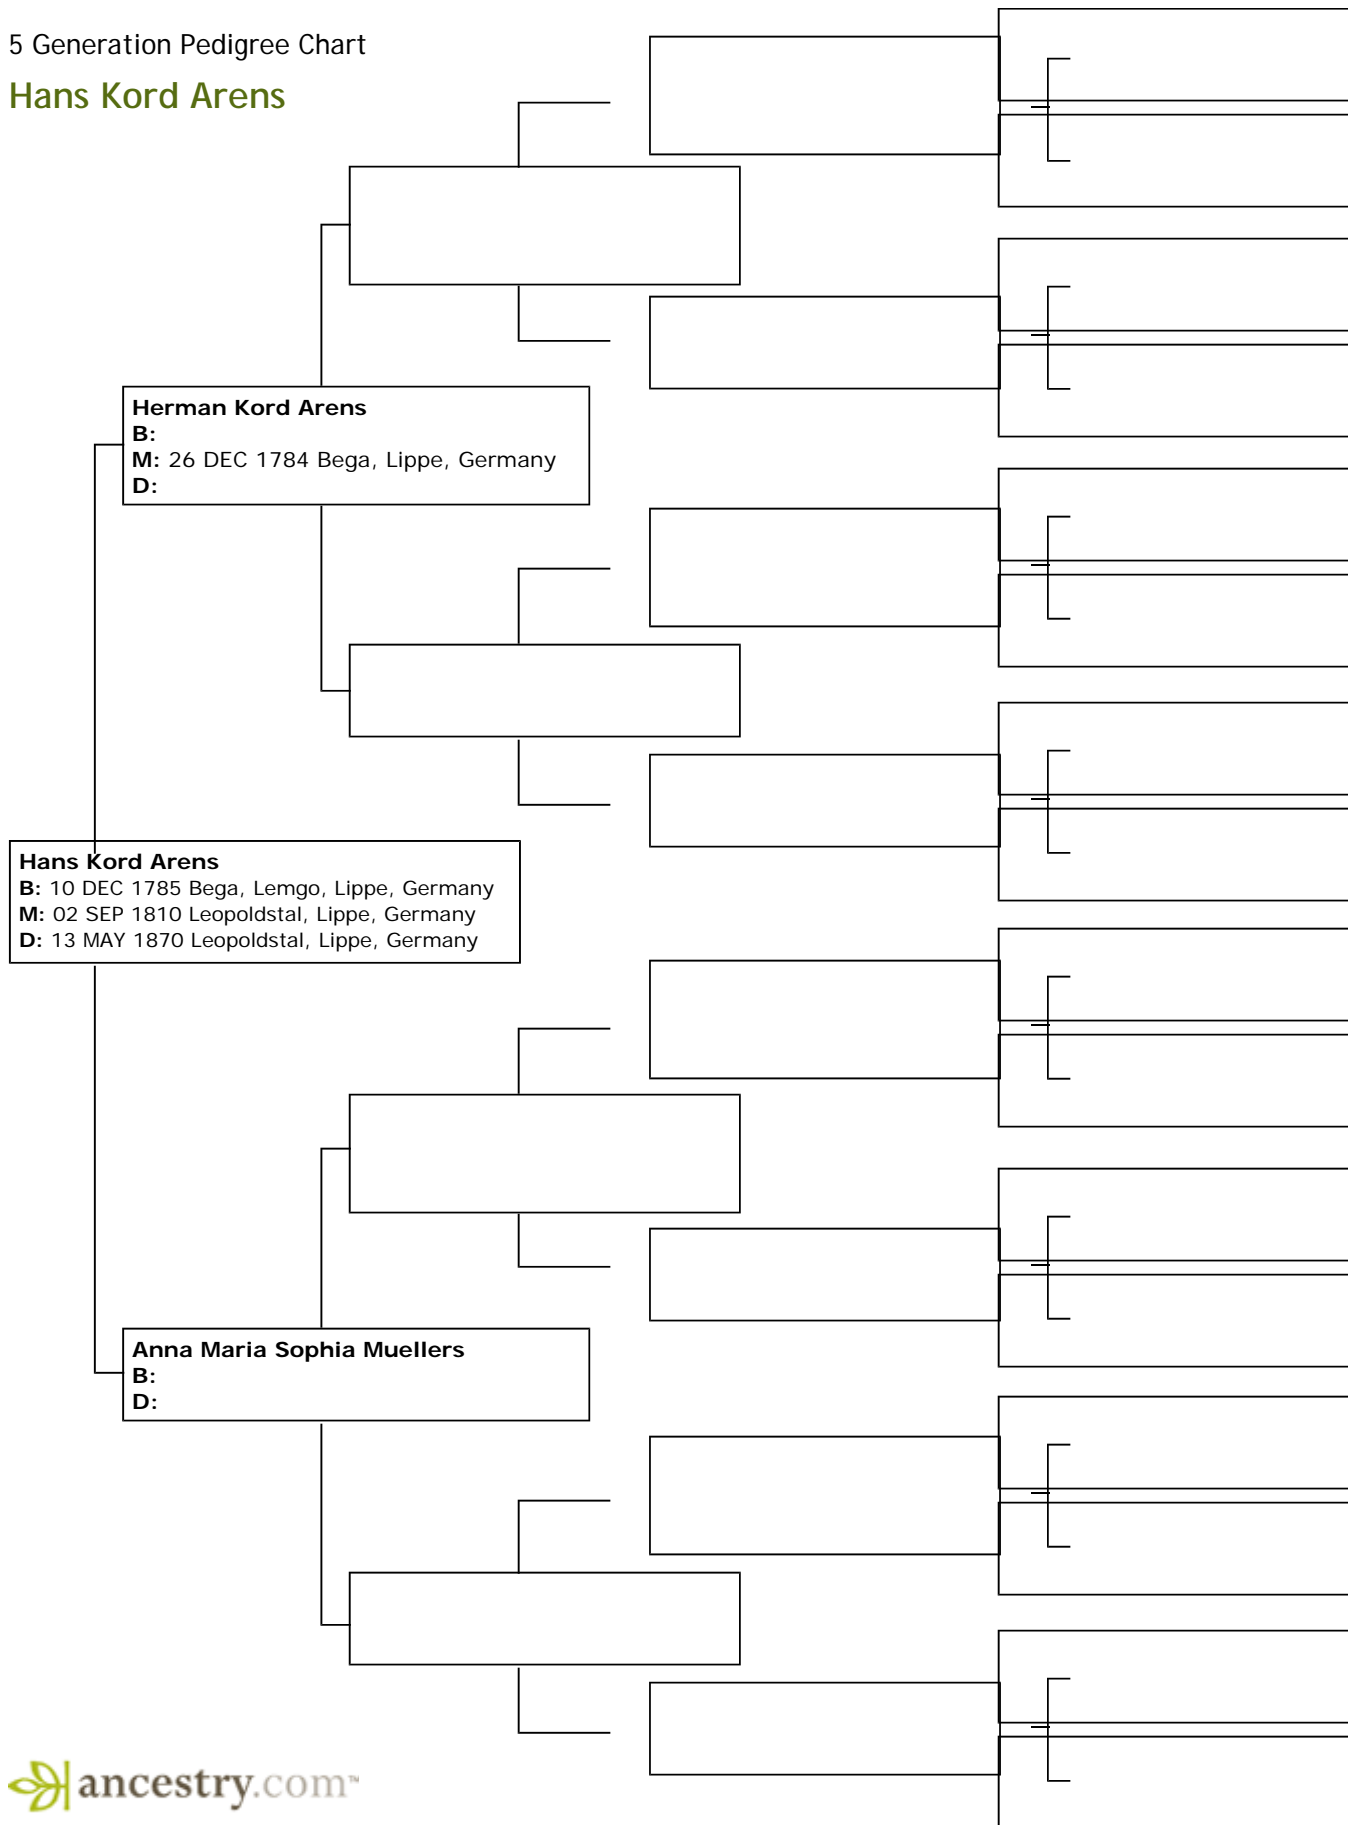 5 Generation Pedigree Chart
Hans Kord Arens
Herman Kord Arens
B:
M: 26 DEC 1784 Bega, Lippe, Germany
D:
Hans Kord Arens
B: 10 DEC 1785 Bega, Lemgo, Lippe, Germany
M: 02 SEP 1810 Leopoldstal, Lippe, Germany
D: 13 MAY 1870 Leopoldstal, Lippe, Germany
Anna Maria Sophia Muellers
B:
D:
ancestry.com™